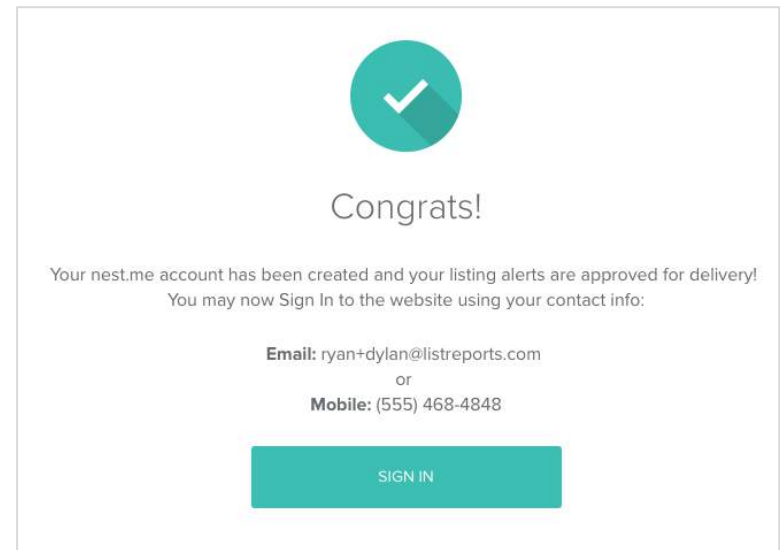 Congrats!
Your nest.me account has been created and your listing alerts are approved for delivery!
You may now Sign In to the website using your contact info:
Email: ryan+dylan@listreports.com
or
Mobile: (555) 468-4848
SIGN IN